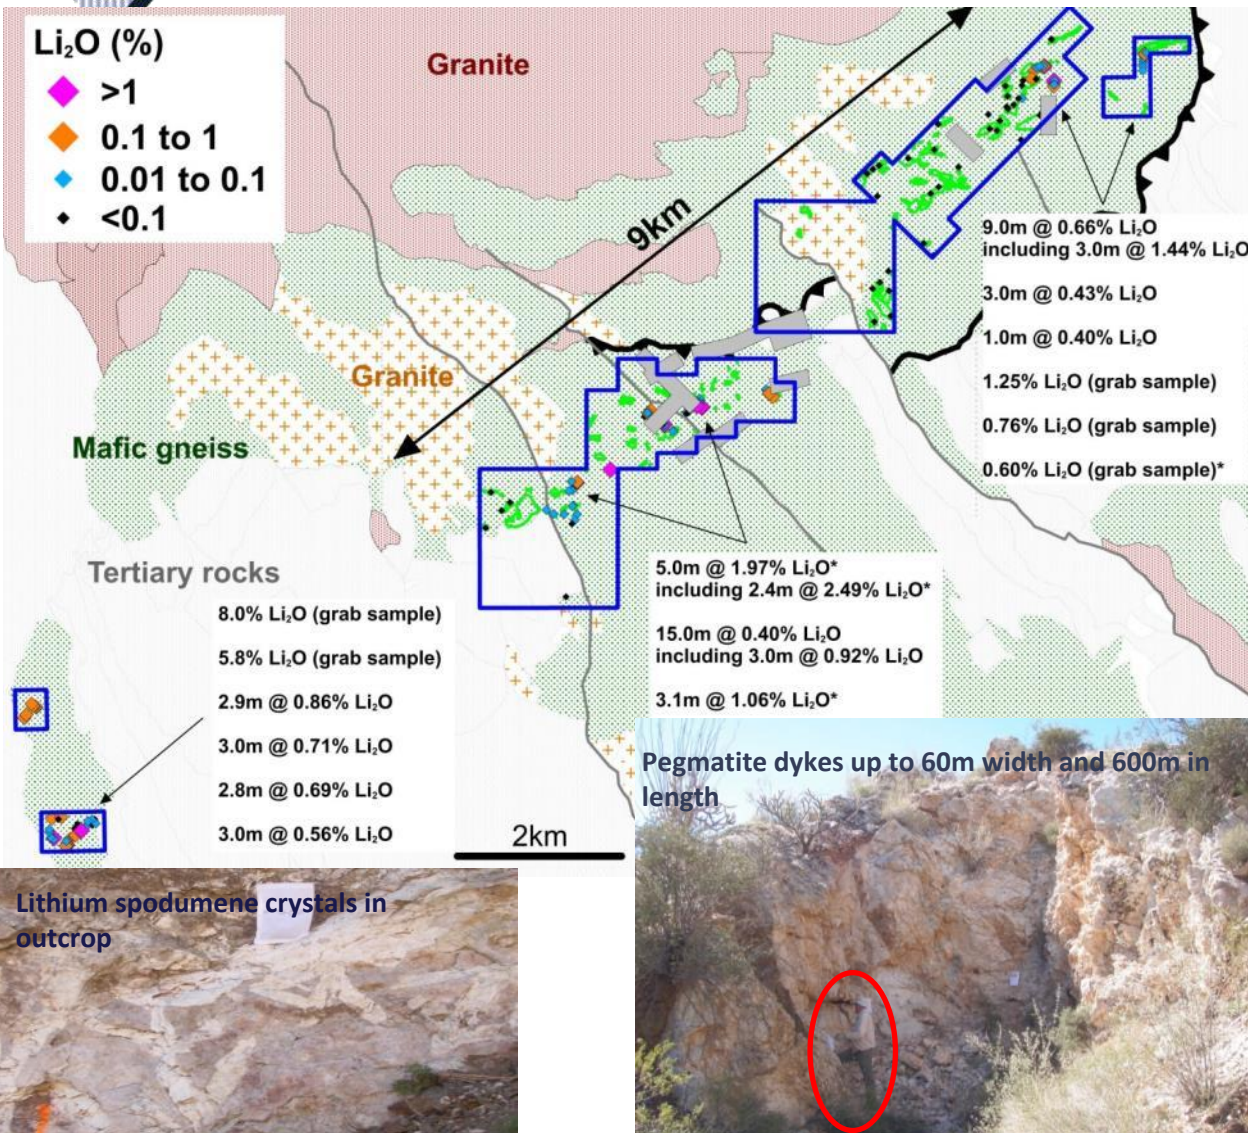 Li₂O (%)
>1
0.1 to 1
0.01 to 0.1
<0.1
Granite
9km
9.0m @ 0.66% Li₂O
including 3.0m @ 1.44% Li₂O
3.0m @ 0.43% Li₂O
1.0m @ 0.40% Li₂O
1.25% Li₂O (grab sample)
0.76% Li₂O (grab sample)
0.60% Li₂O (grab sample)*
Granite
Mafic gneiss
Tertiary rocks
5.0m @ 1.97% Li₂O*
including 2.4m @ 2.49% Li₂O*
15.0m @ 0.40% Li₂O
including 3.0m @ 0.92% Li₂O
3.1m @ 1.06% Li₂O*
8.0% Li₂O (grab sample)
5.8% Li₂O (grab sample)
2.9m @ 0.86% Li₂O
3.0m @ 0.71% Li₂O
2.8m @ 0.69% Li₂O
3.0m @ 0.56% Li₂O
2km
Pegmatite dykes up to 60m width and 600m in
length
Lithium spodumene crystals in
outcrop